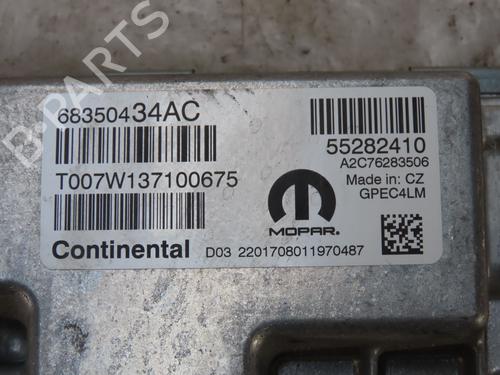 68350434AC
T007W137100675
Continental
D03 2201708011970487
MOPAR.
55282410
A2C76283506
Made in: CZ
GPEC4LM
B-PARTS